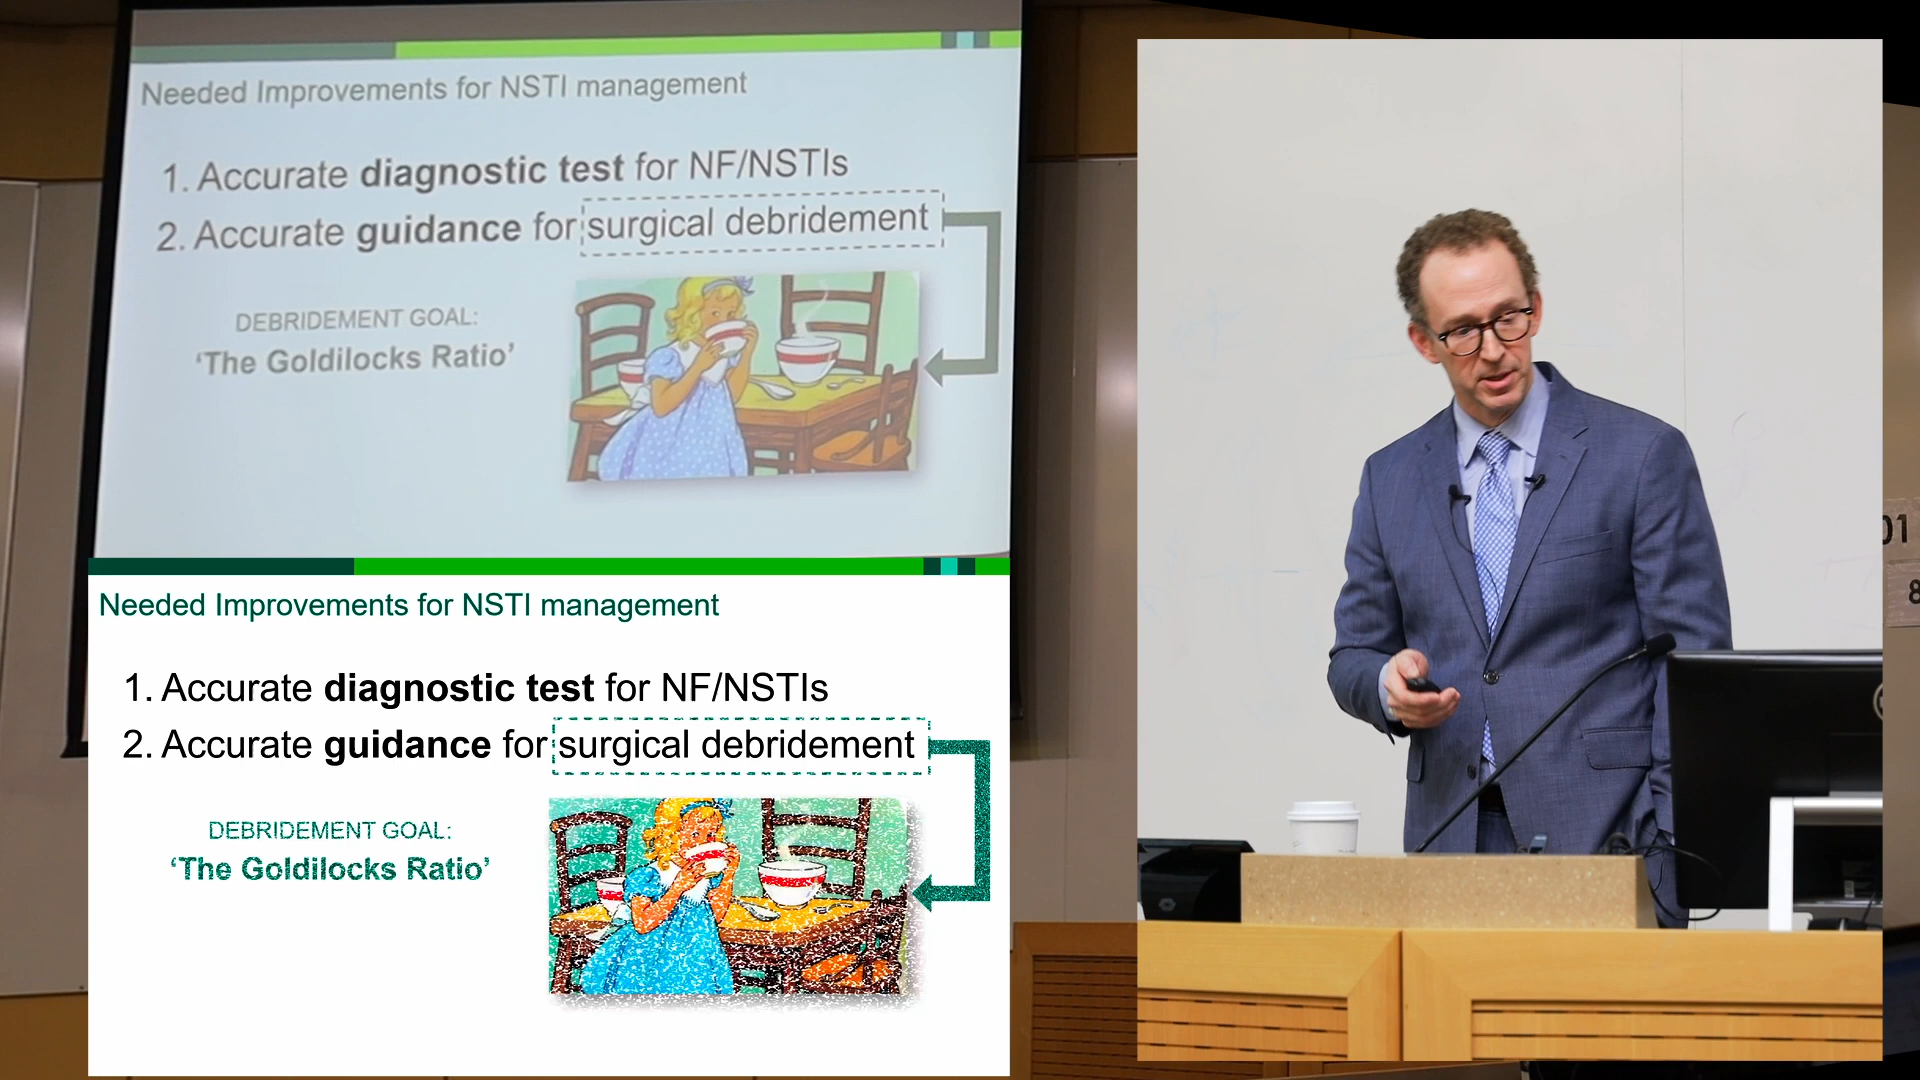 Needed Improvements for NSTI management
1. Accurate diagnostic test for NF/NSTIs
2. Accurate guidance for surgical debridement
DEBRIDEMENT GOAL:
‘The Goldilocks Ratio’
Needed Improvements for NSTI management
1. Accurate diagnostic test for NF/NSTIs
2. Accurate guidance for surgical debridement
DEBRIDEMENT GOAL:
‘The Goldilocks Ratio’
01
8